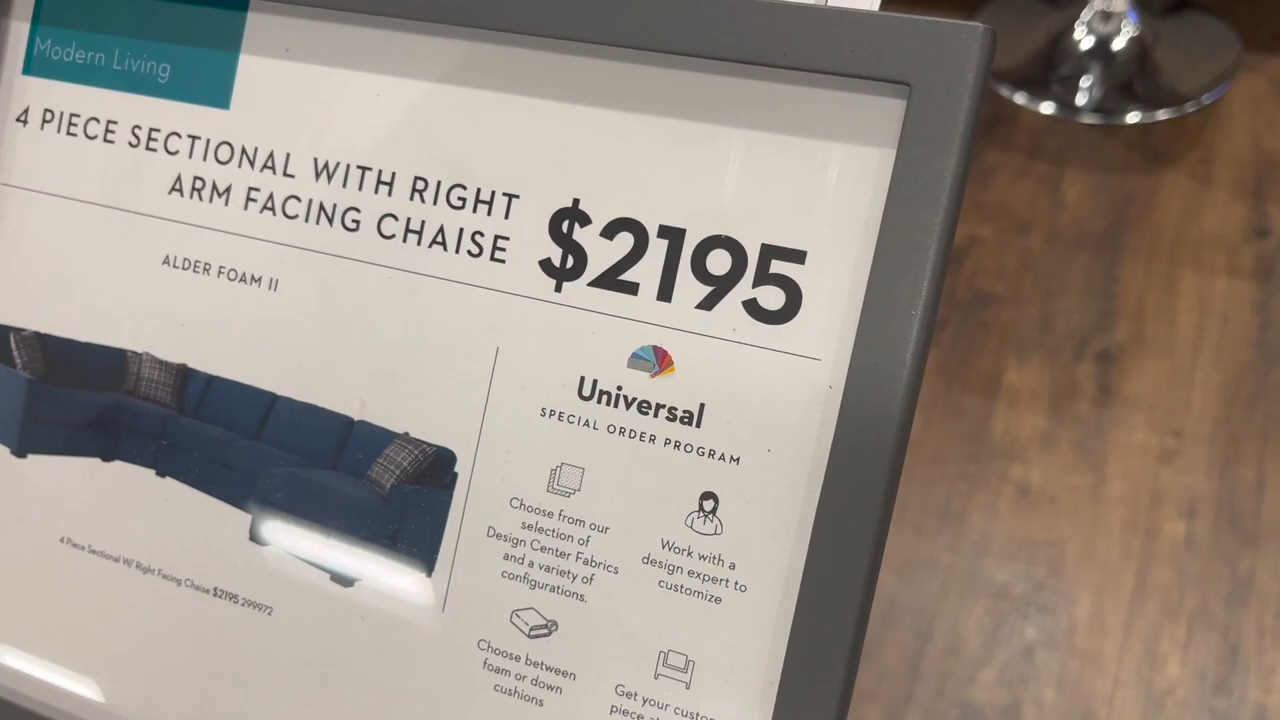 Modern Living
4 PIECE SECTIONAL WITH RIGHT
ARM FACING CHAISE
$2195
ALDER FOAM II
4 Piece Sectional W/ Right Facing Chaise $2195 299972
Universal
SPECIAL ORDER PROGRAM
Choose from our
selection of
Design Center Fabrics
and a variety of
configurations.
Work with a
design expert to
customize
Choose between
foam or down
cushions
Get your
piece